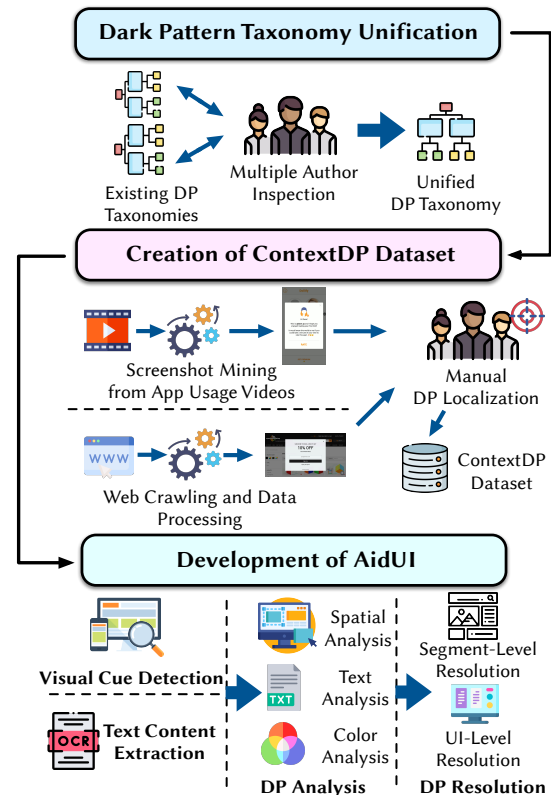 Dark Pattern Taxonomy Unification
Existing DP
Taxonomies
Multiple Author
Inspection
Unified
DP Taxonomy
Creation of ContextDP Dataset
Screenshot Mining
from App Usage Videos
Manual
DP Localization
WWW
10% OFF
Web Crawling and Data
Processing
ContextDP
Dataset
Development of AidUI
Visual Cue Detection
OCR
Text Content
Extraction
Spatial
Analysis
TXT
Text
Analysis
Color
Analysis
DP Analysis
Segment-Level
Resolution
UI-Level
Resolution
DP Resolution